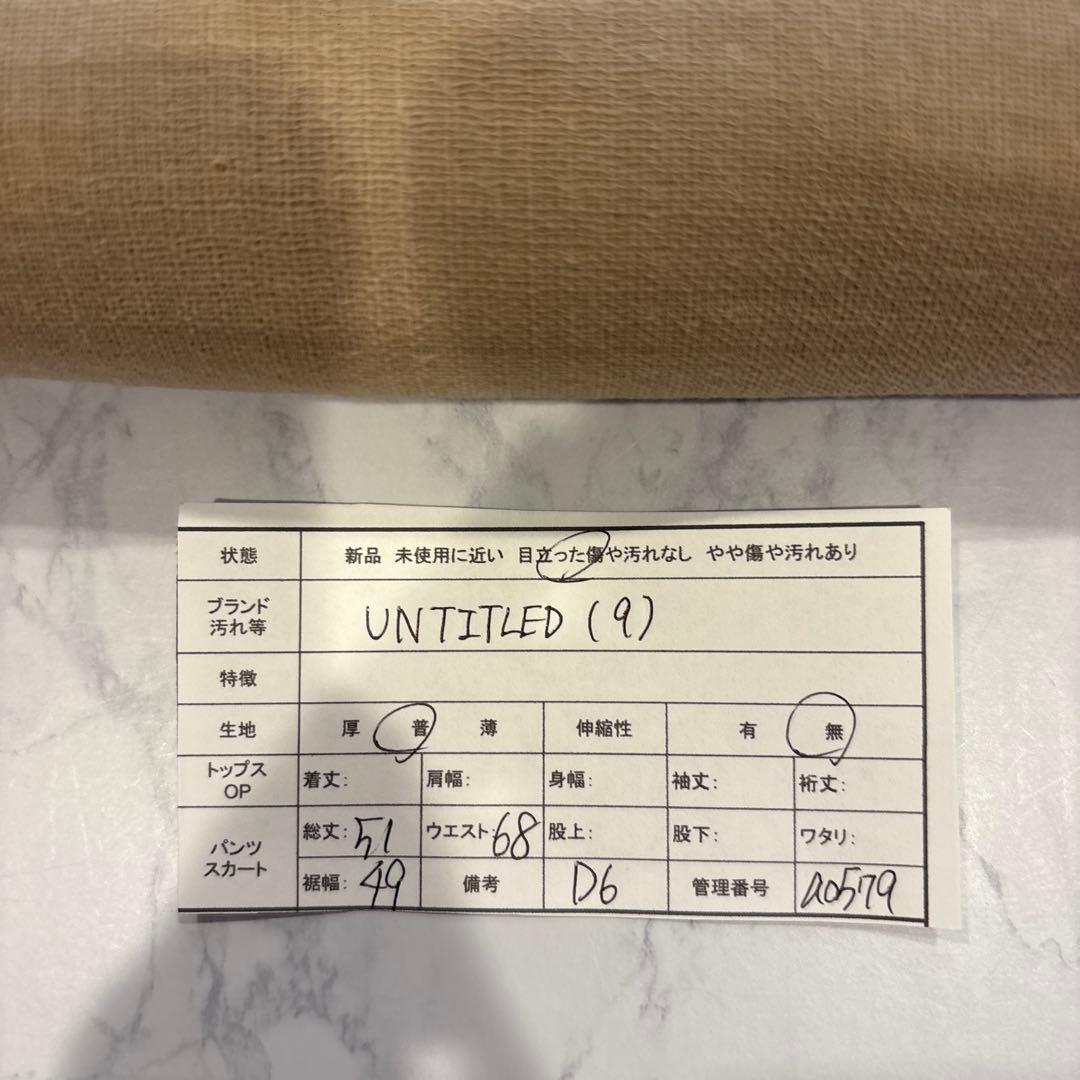 状態 新品 未使用に近い 目立った傷や汚れなし やや傷や汚れあり
ブランド
汚れ等 UNTITLED (9)
特徴
生地 厚 普 薄 伸縮性 有 無
トップス
OP 着丈: 肩幅: 身幅: 袖丈: 裄丈:
パンツ
スカート 総丈: 51 ウエスト: 68 股上: 股下: ワタリ:
裾幅: 49 備考 D6 管理番号 a0579